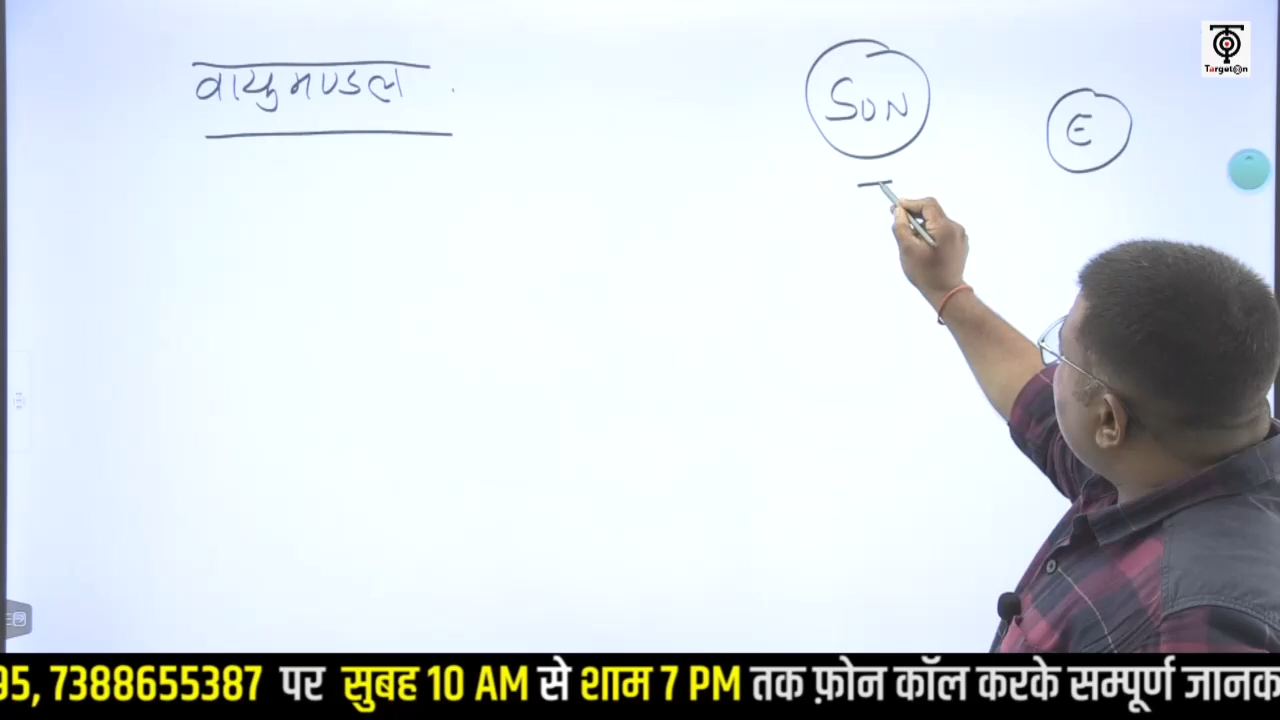 वायुमण्डल
SUN
E
Target@n
95, 7388655387 पर सुबह 10 AM से शाम 7 PM तक फ़ोन कॉल करके सम्पूर्ण जानक